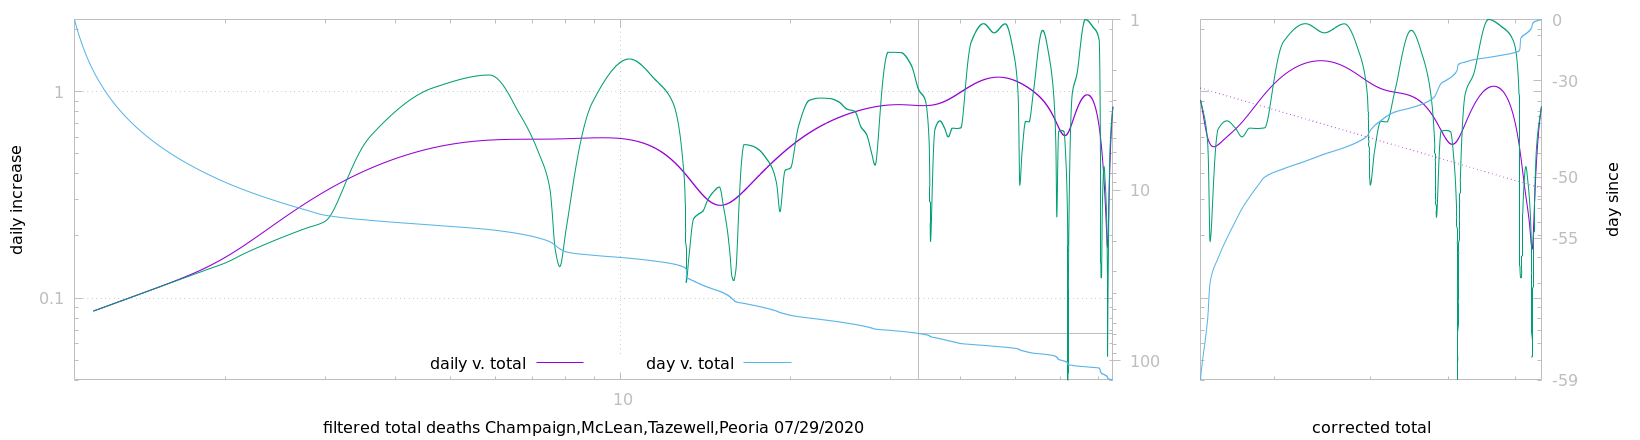 daily increase
1
0.1
10
1
10
100
daily v. total
day v. total
filtered total deaths Champaign,McLean,Tazewell,Peoria 07/29/2020
0
-30
-50
-55
-59
day since
corrected total